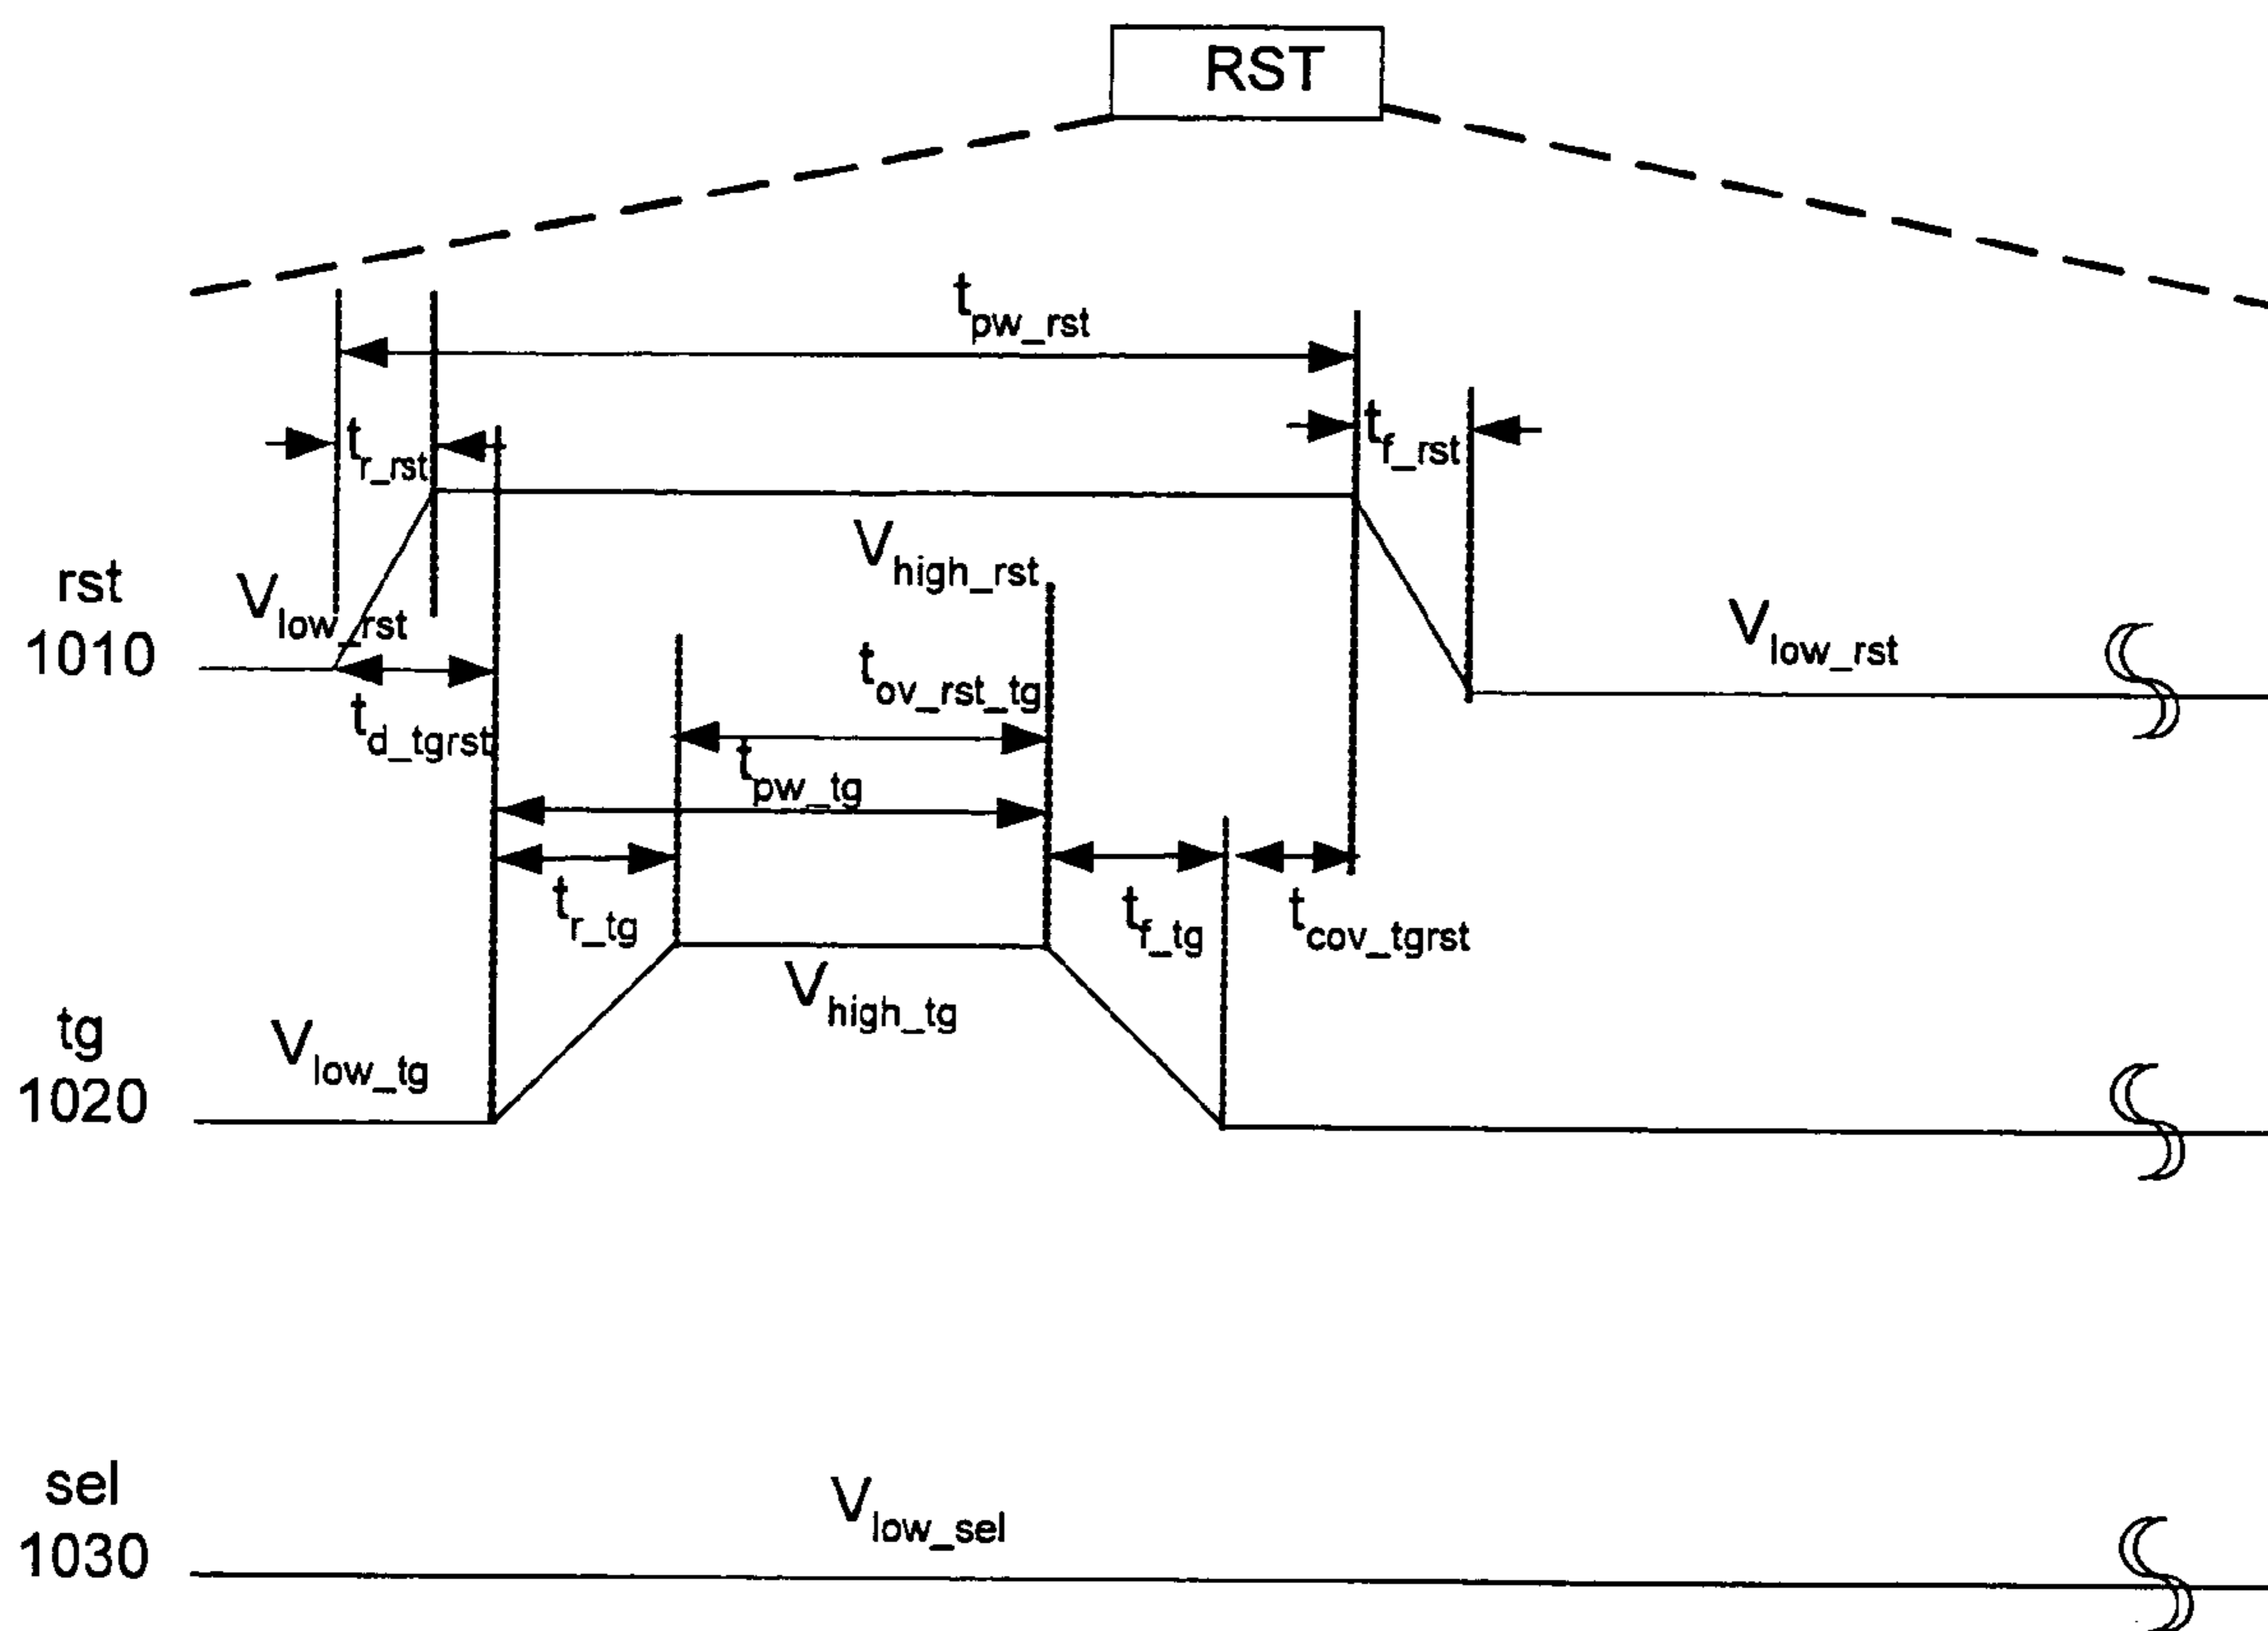 RST
t_pw_rst
t_r_rst
t_f_rst
V_high_rst
rst
1010
V_low_rst
V_low_rst
t_d_tgrst
t_ov_rst_tg
t_pw_tg
t_r_tg
t_f_tg
t_cov_tgrst
V_high_tg
tg
1020
V_low_tg
sel
1030
V_low_sel